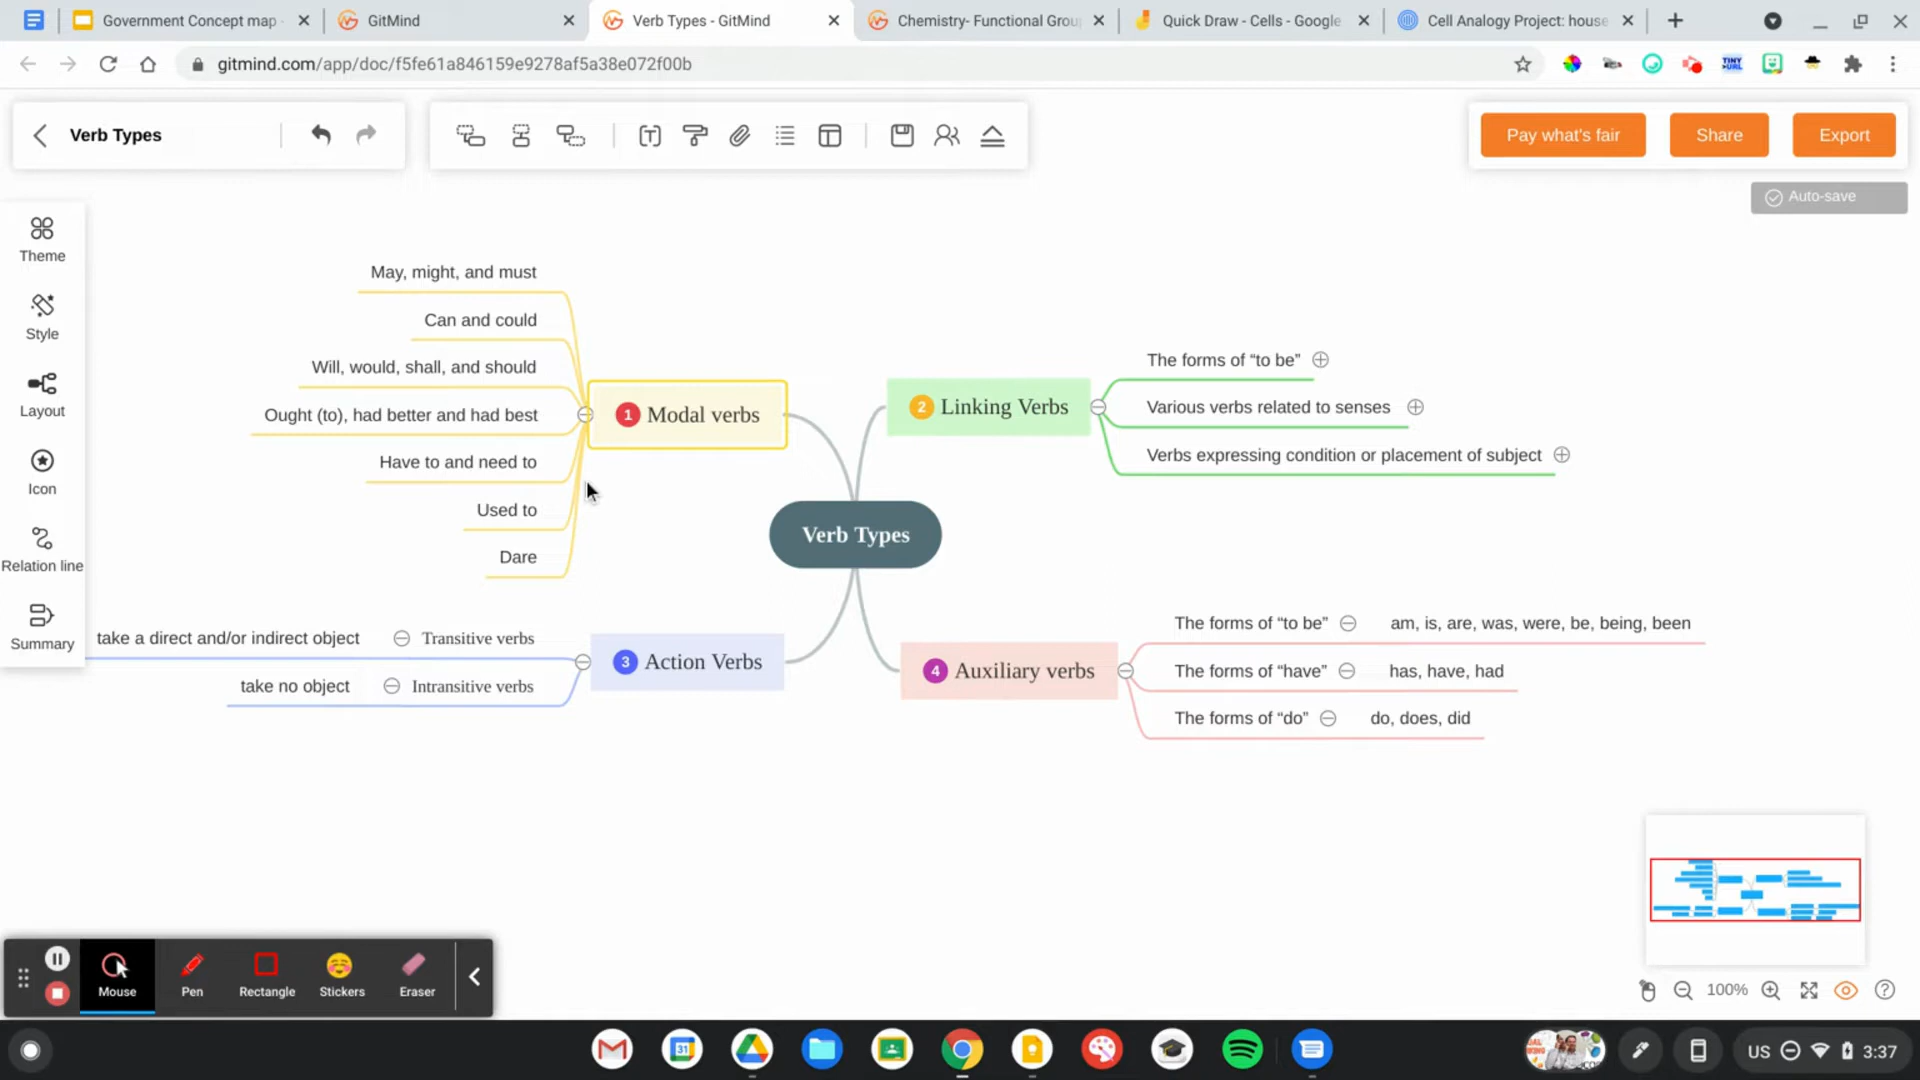 Government Concept map -
GitMind
Verb Types - GitMind
Chemistry- Functional Grou
Quick Draw - Cells - Google
Cell Analogy Project: house
gitmind.com/app/doc/f5fe61a846159e9278af5a38e072f00b
TINY
URL
Verb Types
Pay what's fair
Share
Export
Auto-save
Theme
Style
Layout
Icon
Relation line
Summary
May, might, and must
Can and could
Will, would, shall, and should
Ought (to), had better and had best
Have to and need to
Used to
Dare
1 Modal verbs
2 Linking Verbs
The forms of “to be”
Various verbs related to senses
Verbs expressing condition or placement of subject
Verb Types
take a direct and/or indirect object Transitive verbs
take no object Intransitive verbs
3 Action Verbs
4 Auxiliary verbs
The forms of “to be” am, is, are, was, were, be, being, been
The forms of “have” has, have, had
The forms of “do” do, does, did
Mouse
Pen
Rectangle
Stickers
Eraser
100%
31
US
3:37